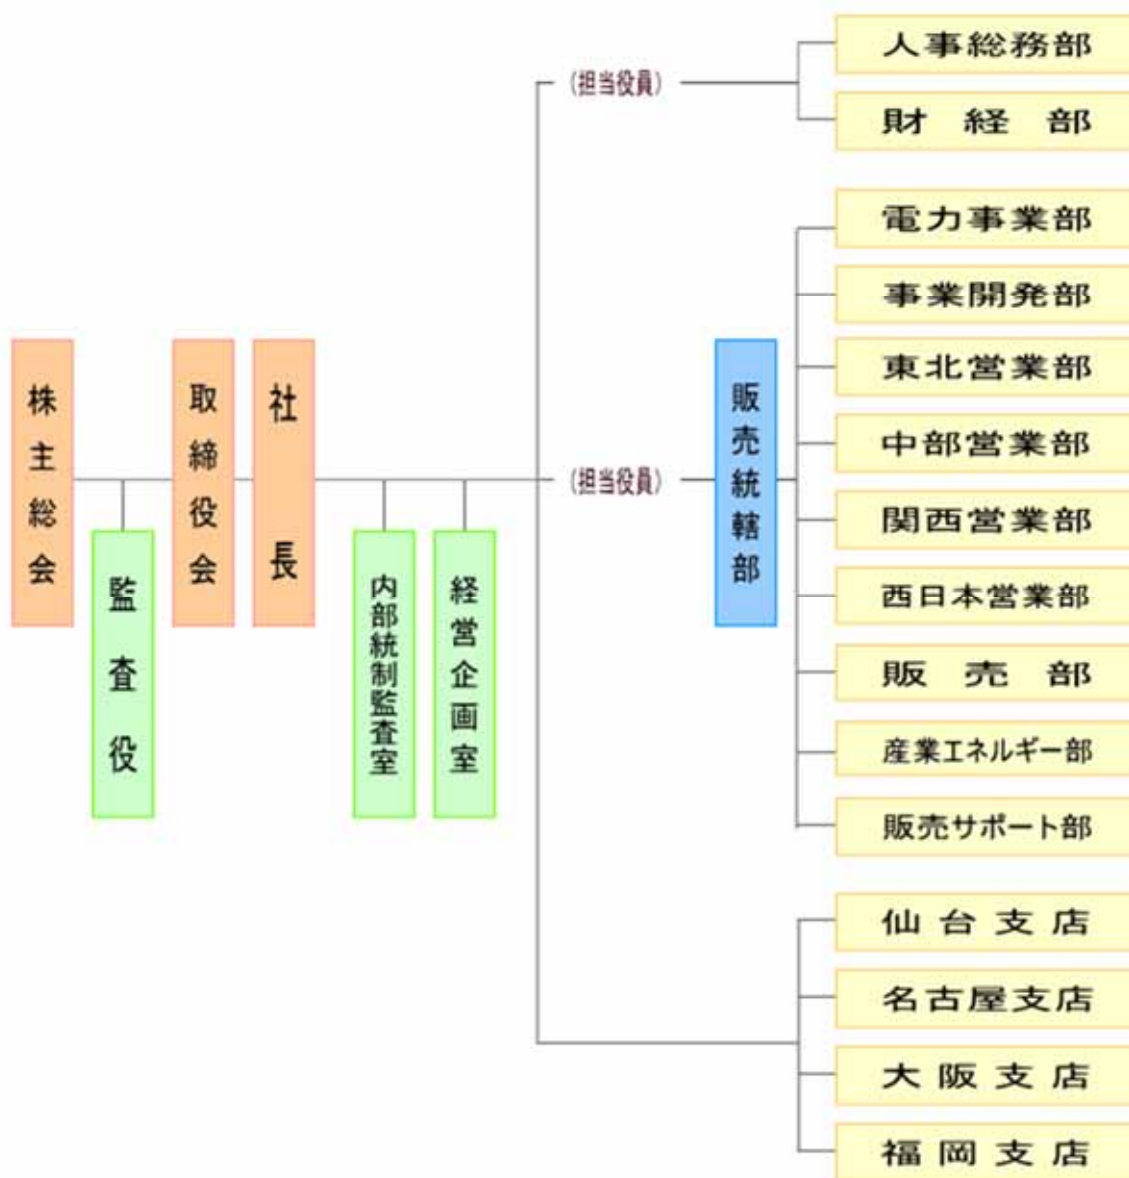 株主総会
監査役
取締役会
社長
内部統制監査室
経営企画室
(担当役員)
人事総務部
財経部
(担当役員)
販売統轄部
電力事業部
事業開発部
東北営業部
中部営業部
関西営業部
西日本営業部
販売部
産業エネルギー部
販売サポート部
仙台支店
名古屋支店
大阪支店
福岡支店